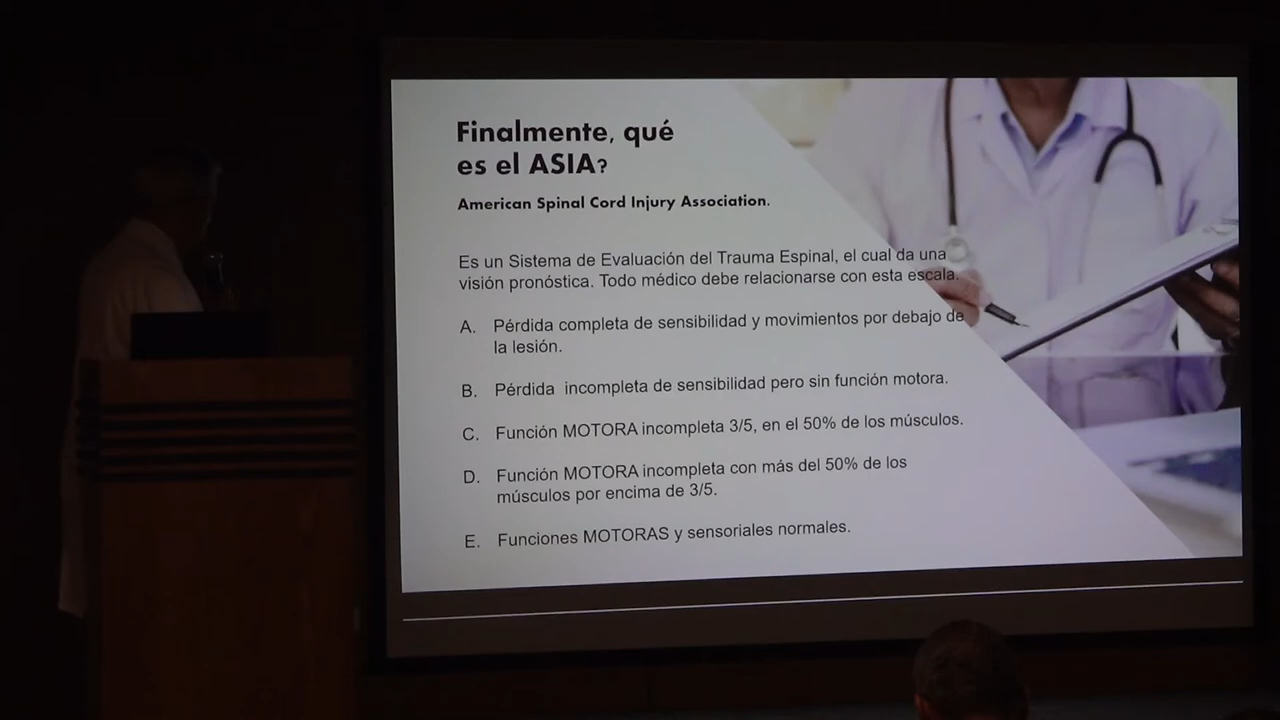 Finalmente, qué
es el ASIA?
American Spinal Cord Injury Association.
Es un Sistema de Evaluación del Trauma Espinal, el cual da una
visión pronóstica. Todo médico debe relacionarse con esta escala.
A. Pérdida completa de sensibilidad y movimientos por debajo de
la lesión.
B. Pérdida incompleta de sensibilidad pero sin función motora.
C. Función MOTORA incompleta 3/5, en el 50% de los músculos.
D. Función MOTORA incompleta con más del 50% de los
músculos por encima de 3/5.
E. Funciones MOTORAS y sensoriales normales.